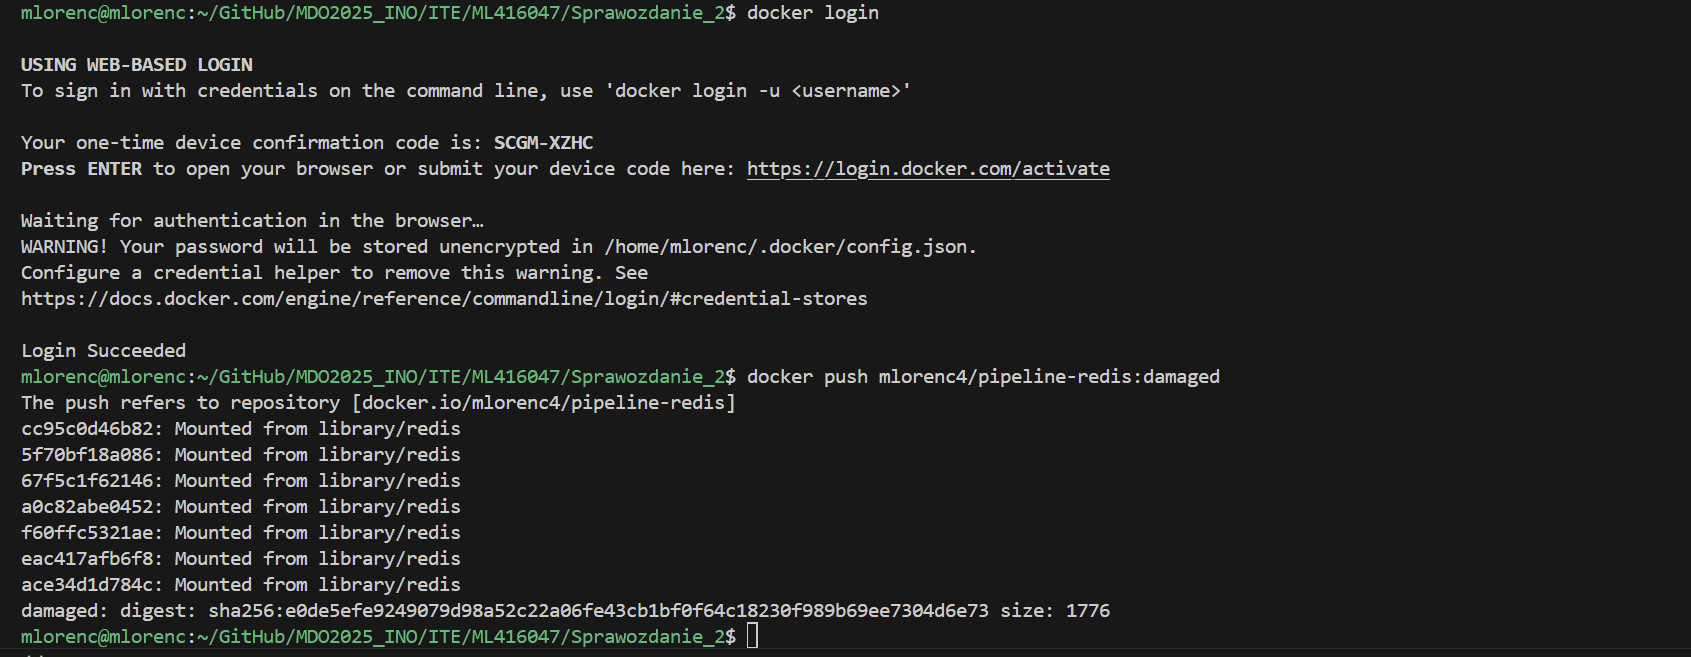 mlorenc@mlorenc:~/GitHub/MDO2025_INO/ITE/ML416047/Sprawozdanie_2$ docker login
USING WEB-BASED LOGIN
To sign in with credentials on the command line, use 'docker login -u <username>'
Your one-time device confirmation code is: SCGM-XZHC
Press ENTER to open your browser or submit your device code here: https://login.docker.com/activate
Waiting for authentication in the browser…
WARNING! Your password will be stored unencrypted in /home/mlorenc/.docker/config.json.
Configure a credential helper to remove this warning. See
https://docs.docker.com/engine/reference/commandline/login/#credential-stores
Login Succeeded
mlorenc@mlorenc:~/GitHub/MDO2025_INO/ITE/ML416047/Sprawozdanie_2$ docker push mlorenc4/pipeline-redis:damaged
The push refers to repository [docker.io/mlorenc4/pipeline-redis]
cc95c0d46b82: Mounted from library/redis
5f70bf18a086: Mounted from library/redis
67f5c1f62146: Mounted from library/redis
a0c82abe0452: Mounted from library/redis
f60ffc5321ae: Mounted from library/redis
eac417afb6f8: Mounted from library/redis
ace34d1d784c: Mounted from library/redis
damaged: digest: sha256:e0de5efe9249079d98a52c22a06fe43cb1bf0f64c18230f989b69ee7304d6e73 size: 1776
mlorenc@mlorenc:~/GitHub/MDO2025_INO/ITE/ML416047/Sprawozdanie_2$